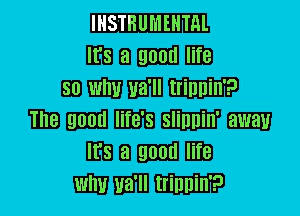 INSTRUMENTAL
It's a good life
so why ya'll trippin'?
The good life's slippin' away
It's a good life
why ya'll trippin'?